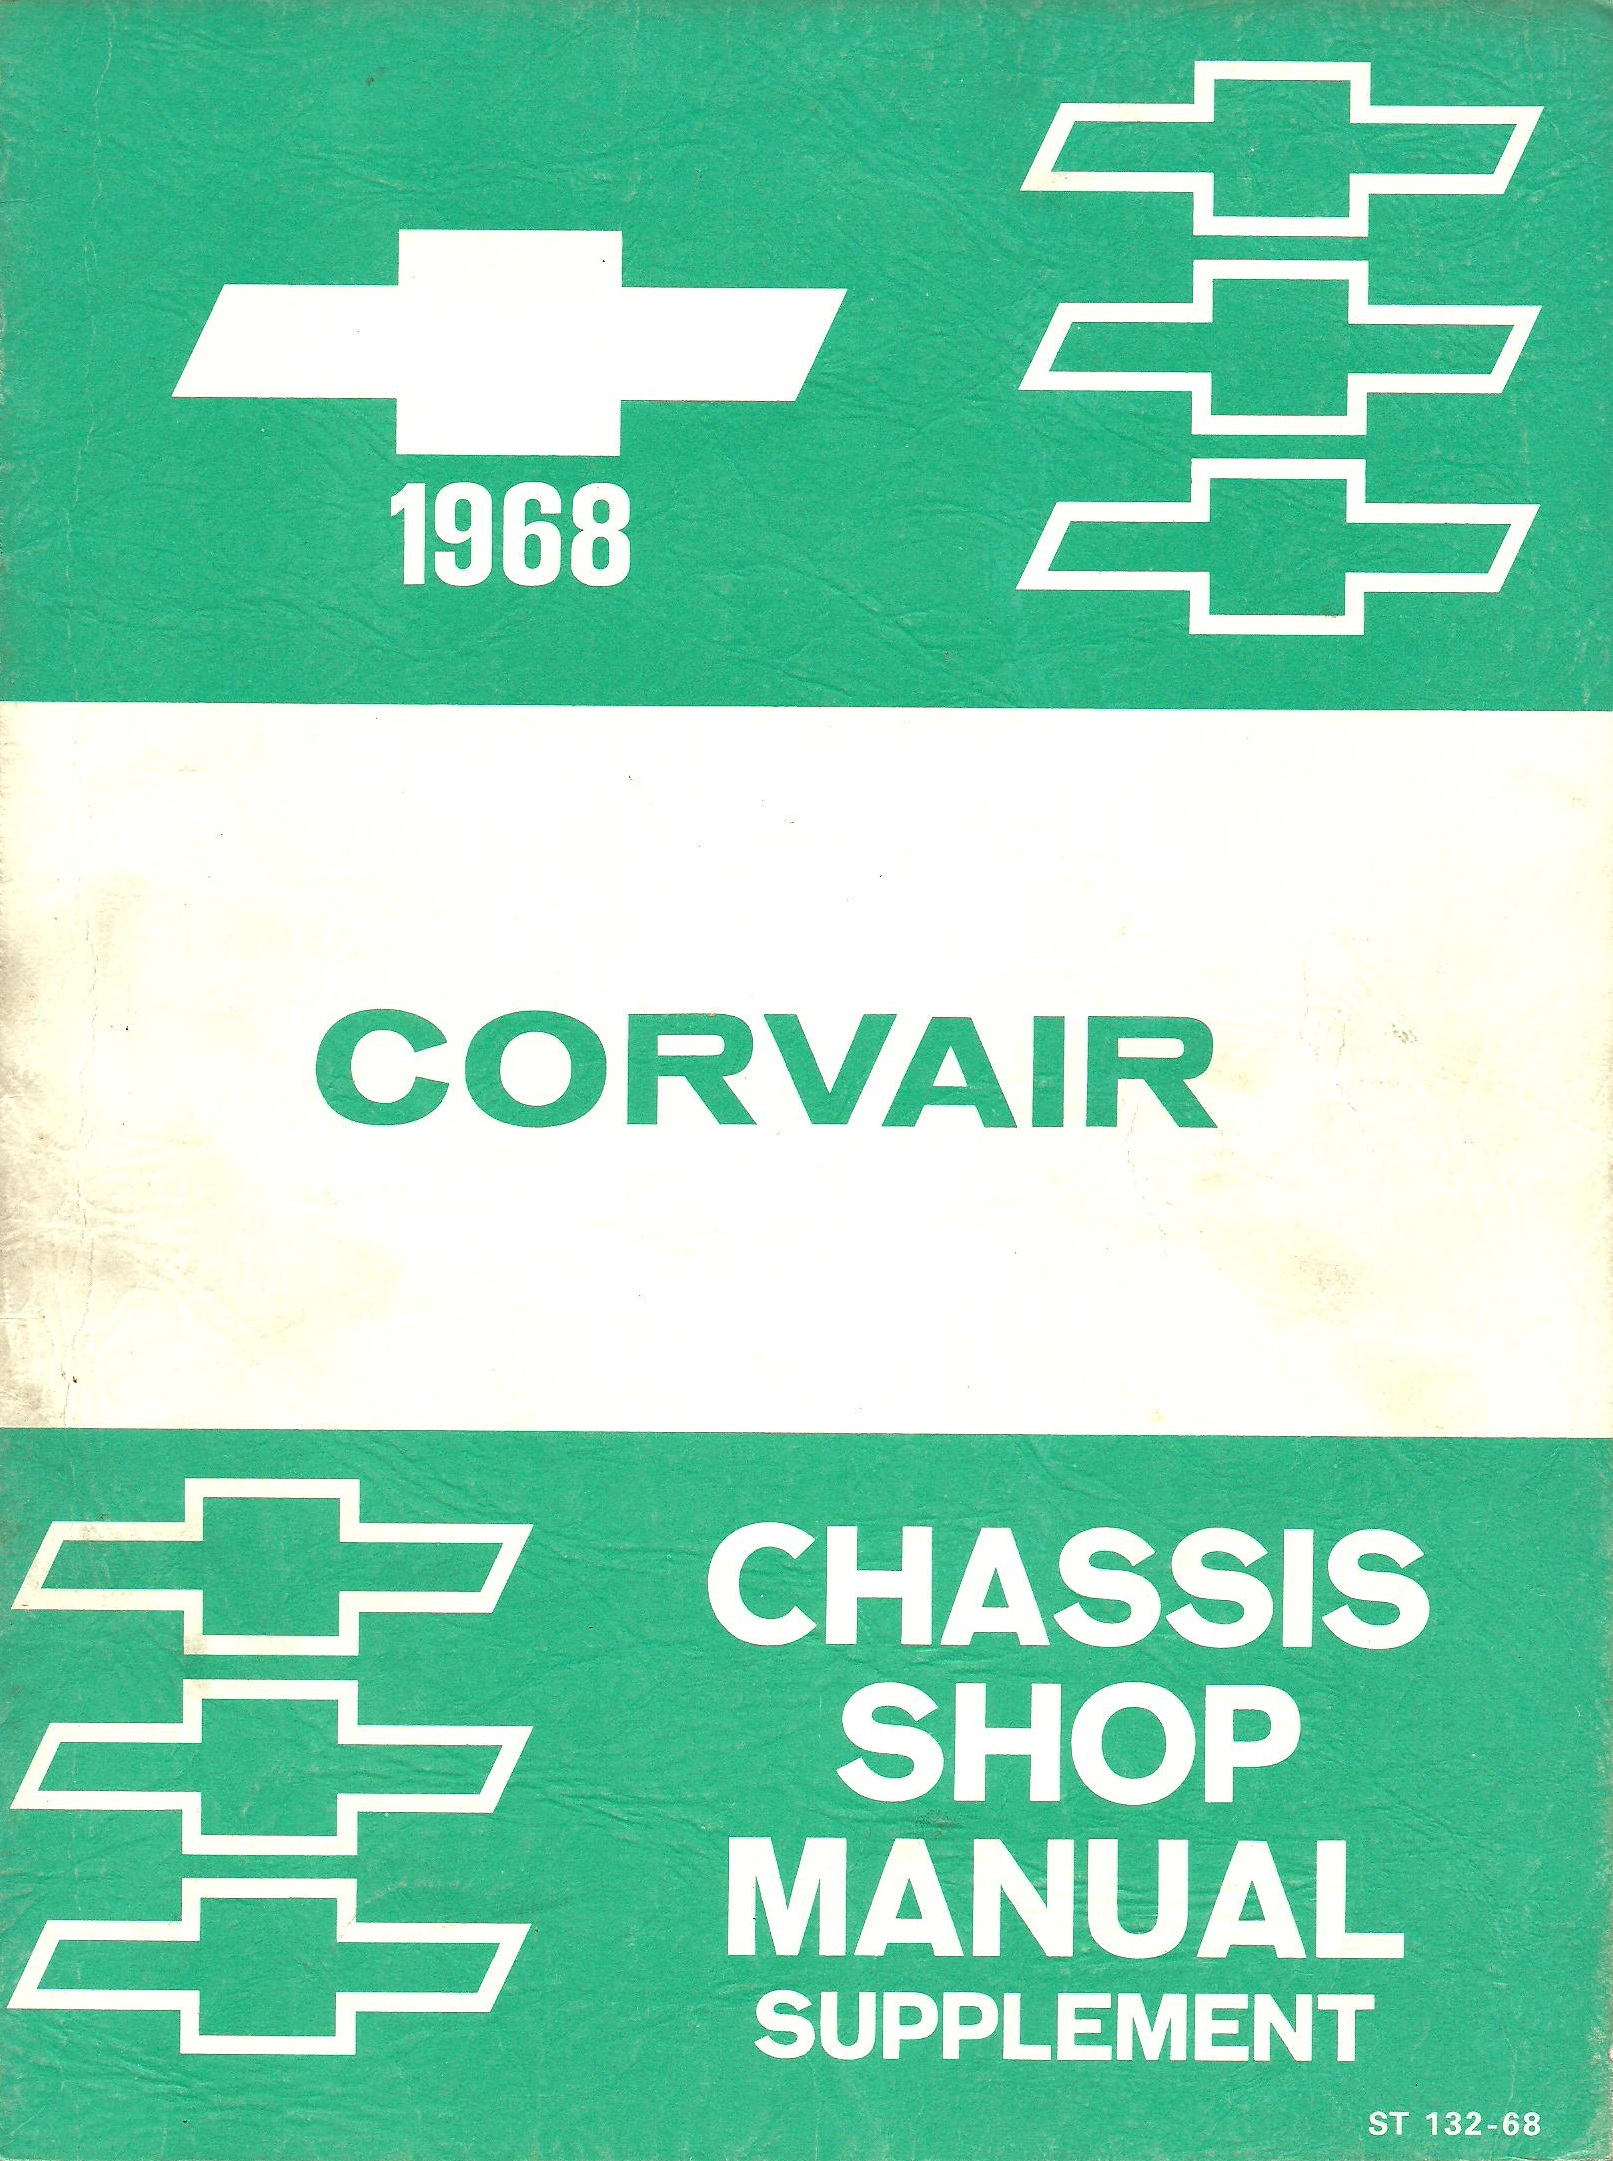 1968
CORVAIR
CHASSIS
SHOP
MANUAL
SUPPLEMENT
ST 132-68